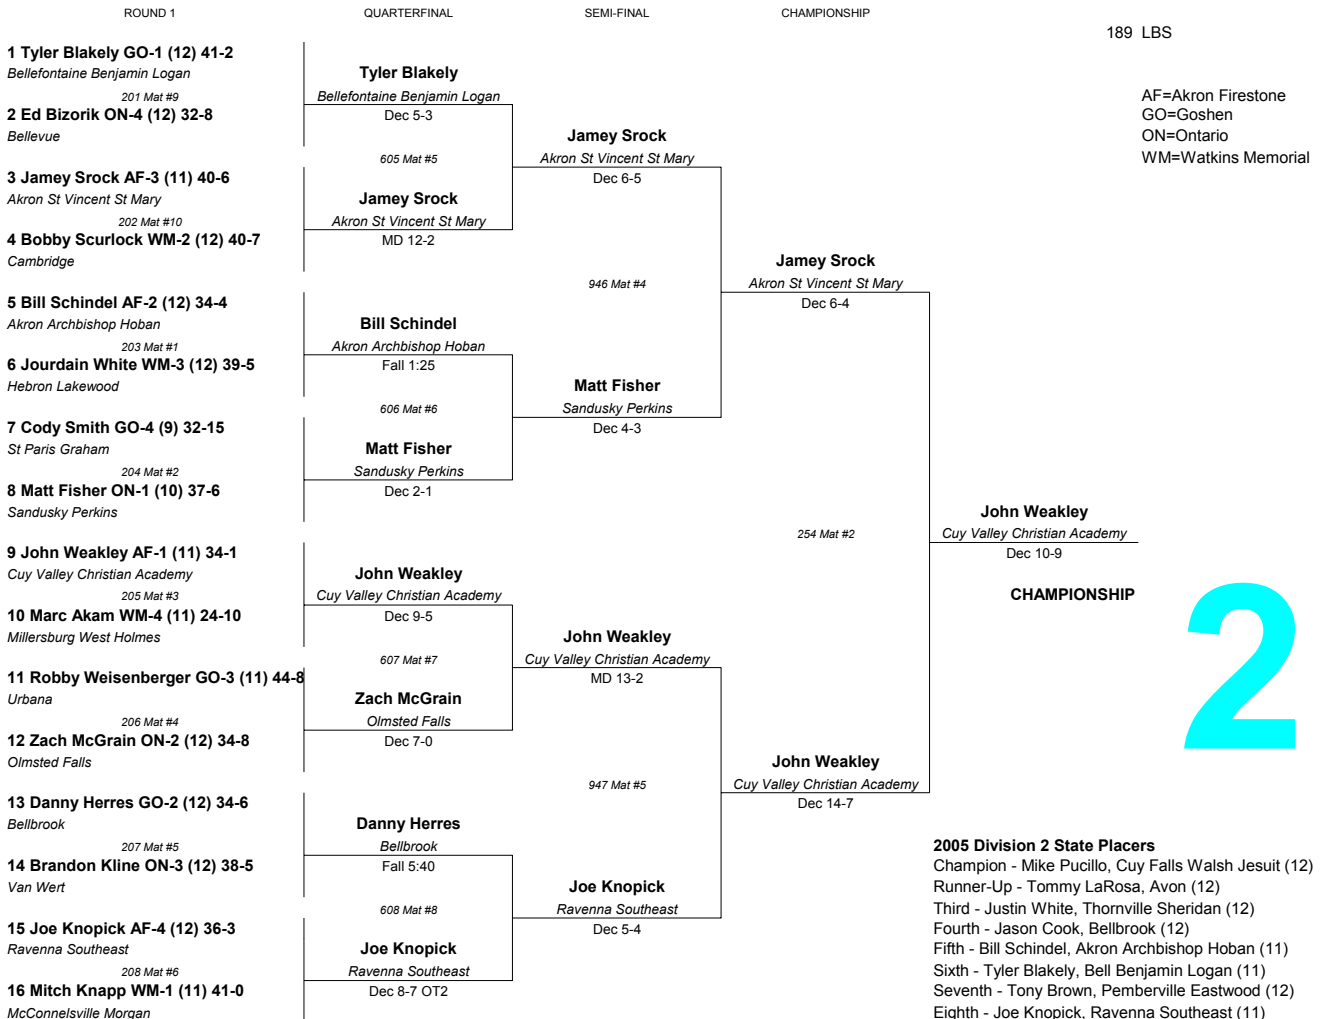 ROUND 1 QUARTERFINAL SEMI-FINAL CHAMPIONSHIP
189 LBS
AF=Akron Firestone
GO=Goshen
ON=Ontario
WM=Watkins Memorial
1 Tyler Blakely GO-1 (12) 41-2
Bellefontaine Benjamin Logan
201 Mat #9
2 Ed Bizorik ON-4 (12) 32-8
Bellevue
3 Jamey Srock AF-3 (11) 40-6
Akron St Vincent St Mary
202 Mat #10
4 Bobby Scurlock WM-2 (12) 40-7
Cambridge
5 Bill Schindel AF-2 (12) 34-4
Akron Archbishop Hoban
203 Mat #1
6 Jourdain White WM-3 (12) 39-5
Hebron Lakewood
7 Cody Smith GO-4 (9) 32-15
St Paris Graham
204 Mat #2
8 Matt Fisher ON-1 (10) 37-6
Sandusky Perkins
9 John Weakley AF-1 (11) 34-1
Cuy Valley Christian Academy
205 Mat #3
10 Marc Akam WM-4 (11) 24-10
Millersburg West Holmes
11 Robby Weisenberger GO-3 (11) 44-8
Urbana
206 Mat #4
12 Zach McGrain ON-2 (12) 34-8
Olmsted Falls
13 Danny Herres GO-2 (12) 34-6
Bellbrook
207 Mat #5
14 Brandon Kline ON-3 (12) 38-5
Van Wert
15 Joe Knopick AF-4 (12) 36-3
Ravenna Southeast
208 Mat #6
16 Mitch Knapp WM-1 (11) 41-0
McConnelsville Morgan
Tyler Blakely
Bellefontaine Benjamin Logan
Dec 5-3
605 Mat #5
Jamey Srock
Akron St Vincent St Mary
MD 12-2
Bill Schindel
Akron Archbishop Hoban
Fall 1:25
606 Mat #6
Matt Fisher
Sandusky Perkins
Dec 2-1
John Weakley
Cuy Valley Christian Academy
Dec 9-5
607 Mat #7
Zach McGrain
Olmsted Falls
Dec 7-0
Danny Herres
Bellbrook
Fall 5:40
608 Mat #8
Joe Knopick
Ravenna Southeast
Dec 8-7 OT2
Jamey Srock
Akron St Vincent St Mary
Dec 6-5
946 Mat #4
Matt Fisher
Sandusky Perkins
Dec 4-3
John Weakley
Cuy Valley Christian Academy
MD 13-2
947 Mat #5
Joe Knopick
Ravenna Southeast
Dec 5-4
Jamey Srock
Akron St Vincent St Mary
Dec 6-4
254 Mat #2
John Weakley
Cuy Valley Christian Academy
Dec 14-7
John Weakley
Cuy Valley Christian Academy
Dec 10-9
CHAMPIONSHIP
2
2005 Division 2 State Placers
Champion - Mike Pucillo, Cuy Falls Walsh Jesuit (12)
Runner-Up - Tommy LaRosa, Avon (12)
Third - Justin White, Thornville Sheridan (12)
Fourth - Jason Cook, Bellbrook (12)
Fifth - Bill Schindel, Akron Archbishop Hoban (11)
Sixth - Tyler Blakely, Bell Benjamin Logan (11)
Seventh - Tony Brown, Pemberville Eastwood (12)
Eighth - Joe Knopick, Ravenna Southeast (11)